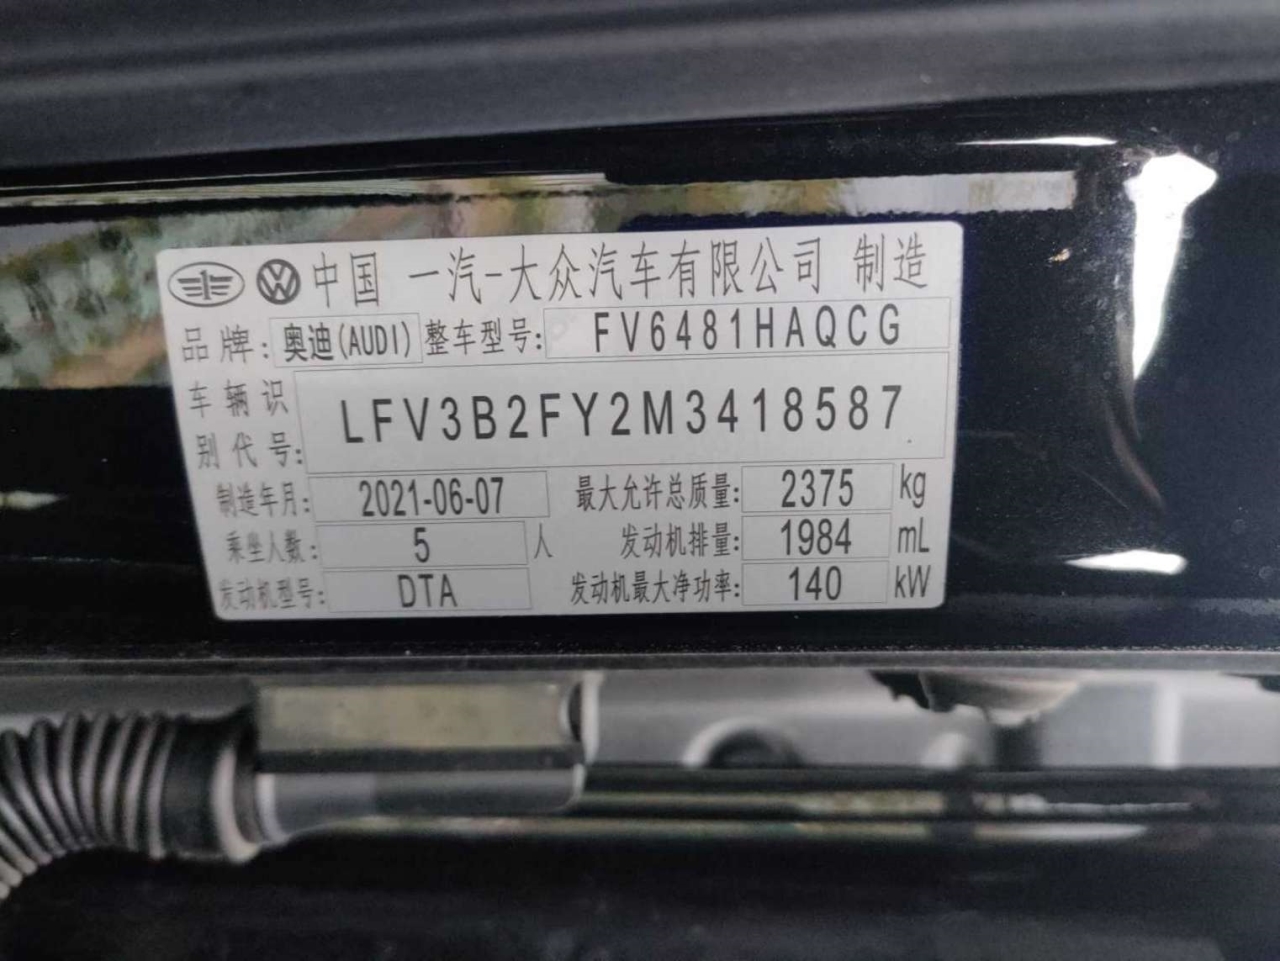 中国 一汽-大众汽车有限公司 制造
品牌: 奥迪(AUDI) 整车型号: FV6481HAQCG
车辆识别代号: LFV3B2FY2M3418587
制造年月: 2021-06-07 最大允许总质量: 2375 kg
乘坐人数: 5 人 发动机排量: 1984 mL
发动机型号: DTA 发动机最大净功率: 140 kW